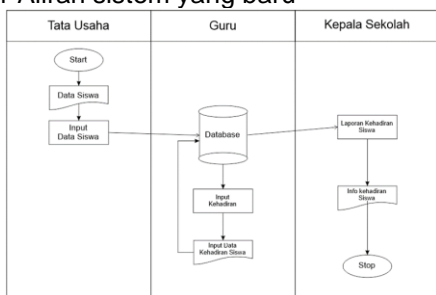 Aliran sistem yang baru
Tata Usaha
Guru
Kepala Sekolah
Start
Data Siswa
Input
Data Siswa
Database
Input
Kehadiran
Input Data
Kehadiran Siswa
Laporan Kehadiran
Siswa
Info kehadiran
Siswa
Stop